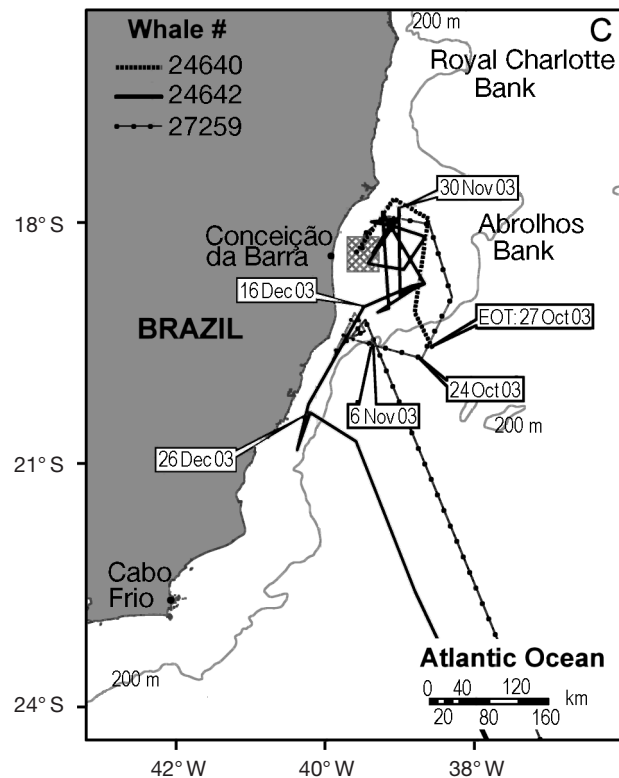 200 m
C
Whale #
24640
24642
27259
Royal Charlotte
Bank
30 Nov 03
18°S
Abrolhos
Bank
Conceição
da Barra
16 Dec 03
BRAZIL
EOT: 27 Oct 03
24 Oct 03
6 Nov 03
200 m
26 Dec 03
21°S
Cabo
Frio
Atlantic Ocean
200 m
0 40 120
km
20 80 160
24°S
42°W 40°W 38°W